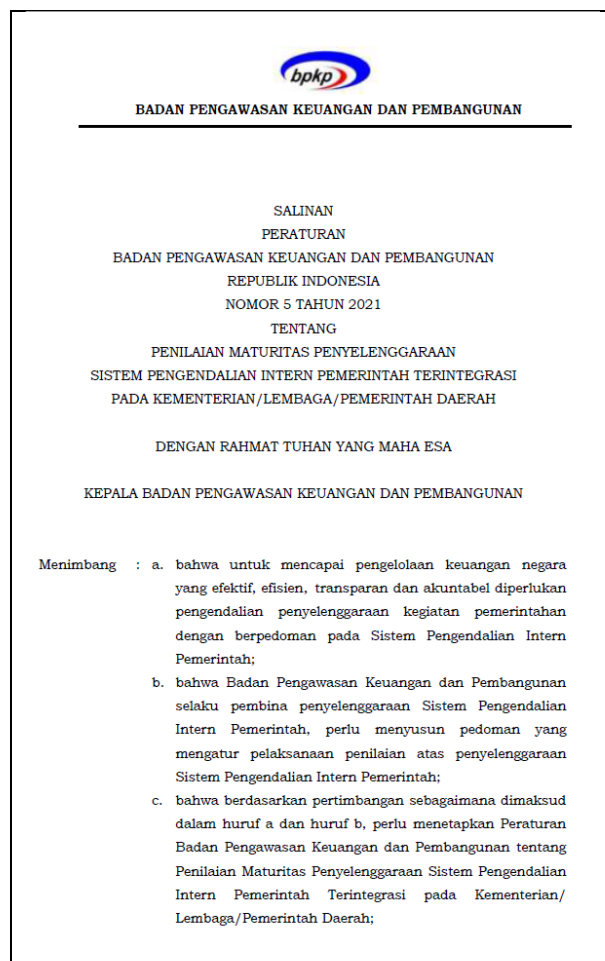 bpkp
BADAN PENGAWASAN KEUANGAN DAN PEMBANGUNAN
SALINAN
PERATURAN
BADAN PENGAWASAN KEUANGAN DAN PEMBANGUNAN
REPUBLIK INDONESIA
NOMOR 5 TAHUN 2021
TENTANG
PENILAIAN MATURITAS PENYELENGGARAAN
SISTEM PENGENDALIAN INTERN PEMERINTAH TERINTEGRASI
PADA KEMENTERIAN/LEMBAGA/PEMERINTAH DAERAH
DENGAN RAHMAT TUHAN YANG MAHA ESA
KEPALA BADAN PENGAWASAN KEUANGAN DAN PEMBANGUNAN
Menimbang : a. bahwa untuk mencapai pengelolaan keuangan negara
yang efektif, efisien, transparan dan akuntabel diperlukan
pengendalian penyelenggaraan kegiatan pemerintahan
dengan berpedoman pada Sistem Pengendalian Intern
Pemerintah;
b. bahwa Badan Pengawasan Keuangan dan Pembangunan
selaku pembina penyelenggaraan Sistem Pengendalian
Intern Pemerintah, perlu menyusun pedoman yang
mengatur pelaksanaan penilaian atas penyelenggaraan
Sistem Pengendalian Intern Pemerintah;
c. bahwa berdasarkan pertimbangan sebagaimana dimaksud
dalam huruf a dan huruf b, perlu menetapkan Peraturan
Badan Pengawasan Keuangan dan Pembangunan tentang
Penilaian Maturitas Penyelenggaraan Sistem Pengendalian
Intern Pemerintah Terintegrasi pada Kementerian/
Lembaga/Pemerintah Daerah;